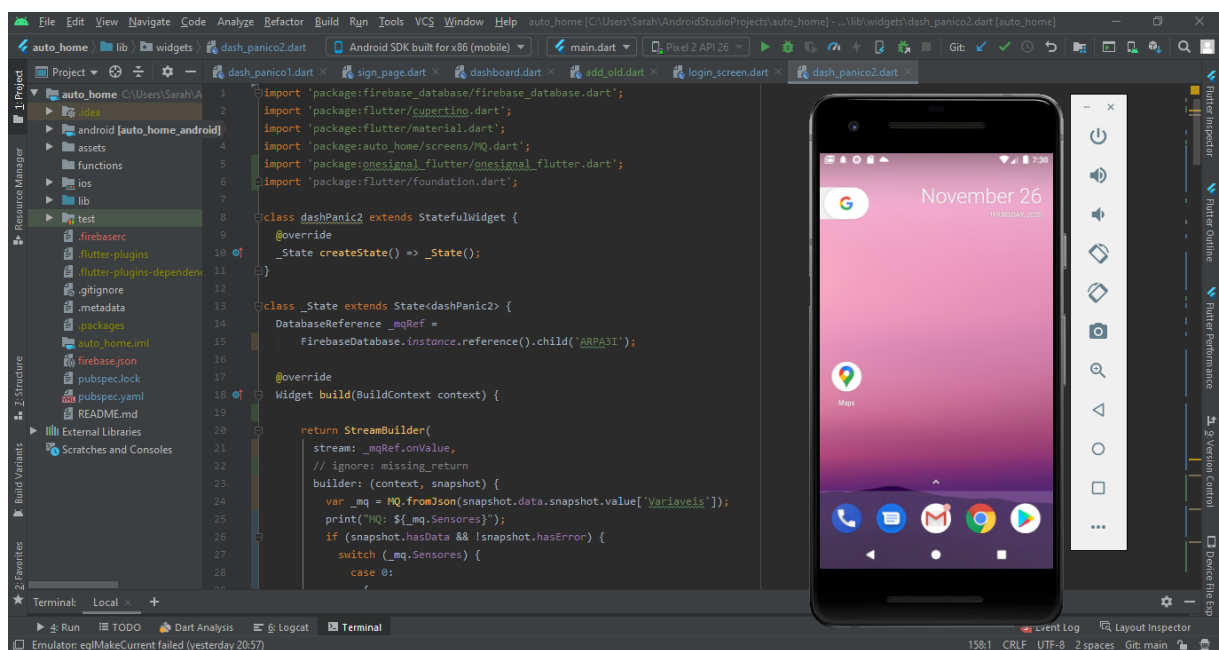 File Edit View Navigate Code Analyze Refactor Build Run Tools VCS Window Help auto_home [C:\Users\Sarah\AndroidStudioProjects\auto_home] - ...\lib\widgets\dash_panico2.dart [auto_home]
auto_home lib widgets dash_panico2.dart Android SDK built for x86 (mobile) main.dart Pixel 2 API 26 Git:
Project dash_panico1.dart sign_page.dart dashboard.dart add_old.dart login_screen.dart dash_panico2.dart
auto_home C:\Users\Sarah\A
.idea
android [auto_home_android]
assets
functions
ios
lib
test
.firebaserc
.flutter-plugins
.flutter-plugins-dependen
.gitignore
.metadata
.packages
auto_home.iml
firebase.json
pubspec.lock
pubspec.yaml
README.md
External Libraries
Scratches and Consoles
1 import 'package:firebase_database/firebase_database.dart';
2 import 'package:flutter/cupertino.dart';
import 'package:flutter/material.dart';
4 import 'package:auto_home/screens/MQ.dart';
5 import 'package:onesignal_flutter/onesignal_flutter.dart';
6 import 'package:flutter/foundation.dart';
7
8 class dashPanic2 extends StatefulWidget {
9 @override
10 _State createState() => _State();
11 }
12
13 class _State extends State<dashPanic2> {
14 DatabaseReference _mqRef =
15 FirebaseDatabase.instance.reference().child('ARPA3I');
16
17 @override
18 Widget build(BuildContext context) {
19
20 return StreamBuilder(
21 stream: _mqRef.onValue,
22 // ignore: missing_return
23 builder: (context, snapshot) {
24 var _mq = MQ.fromJson(snapshot.data.snapshot.value['Variaveis']);
25 print("MQ: ${_mq.Sensores}");
26 if (snapshot.hasData && !snapshot.hasError) {
27 switch (_mq.Sensores) {
28 case 0:
7:30
November 26
THURSDAY, 2020
G
Maps
1: Project
Resource Manager
7: Structure
Build Variants
2: Favorites
Flutter Inspector
Flutter Outline
Flutter Performance
9: Version Control
Device File Exp
Terminal: Local +
4: Run TODO Dart Analysis 6: Logcat Terminal Event Log Layout Inspector
Emulator: eglMakeCurrent failed (yesterday 20:57) 158:1 CRLF UTF-8 2 spaces Git: main